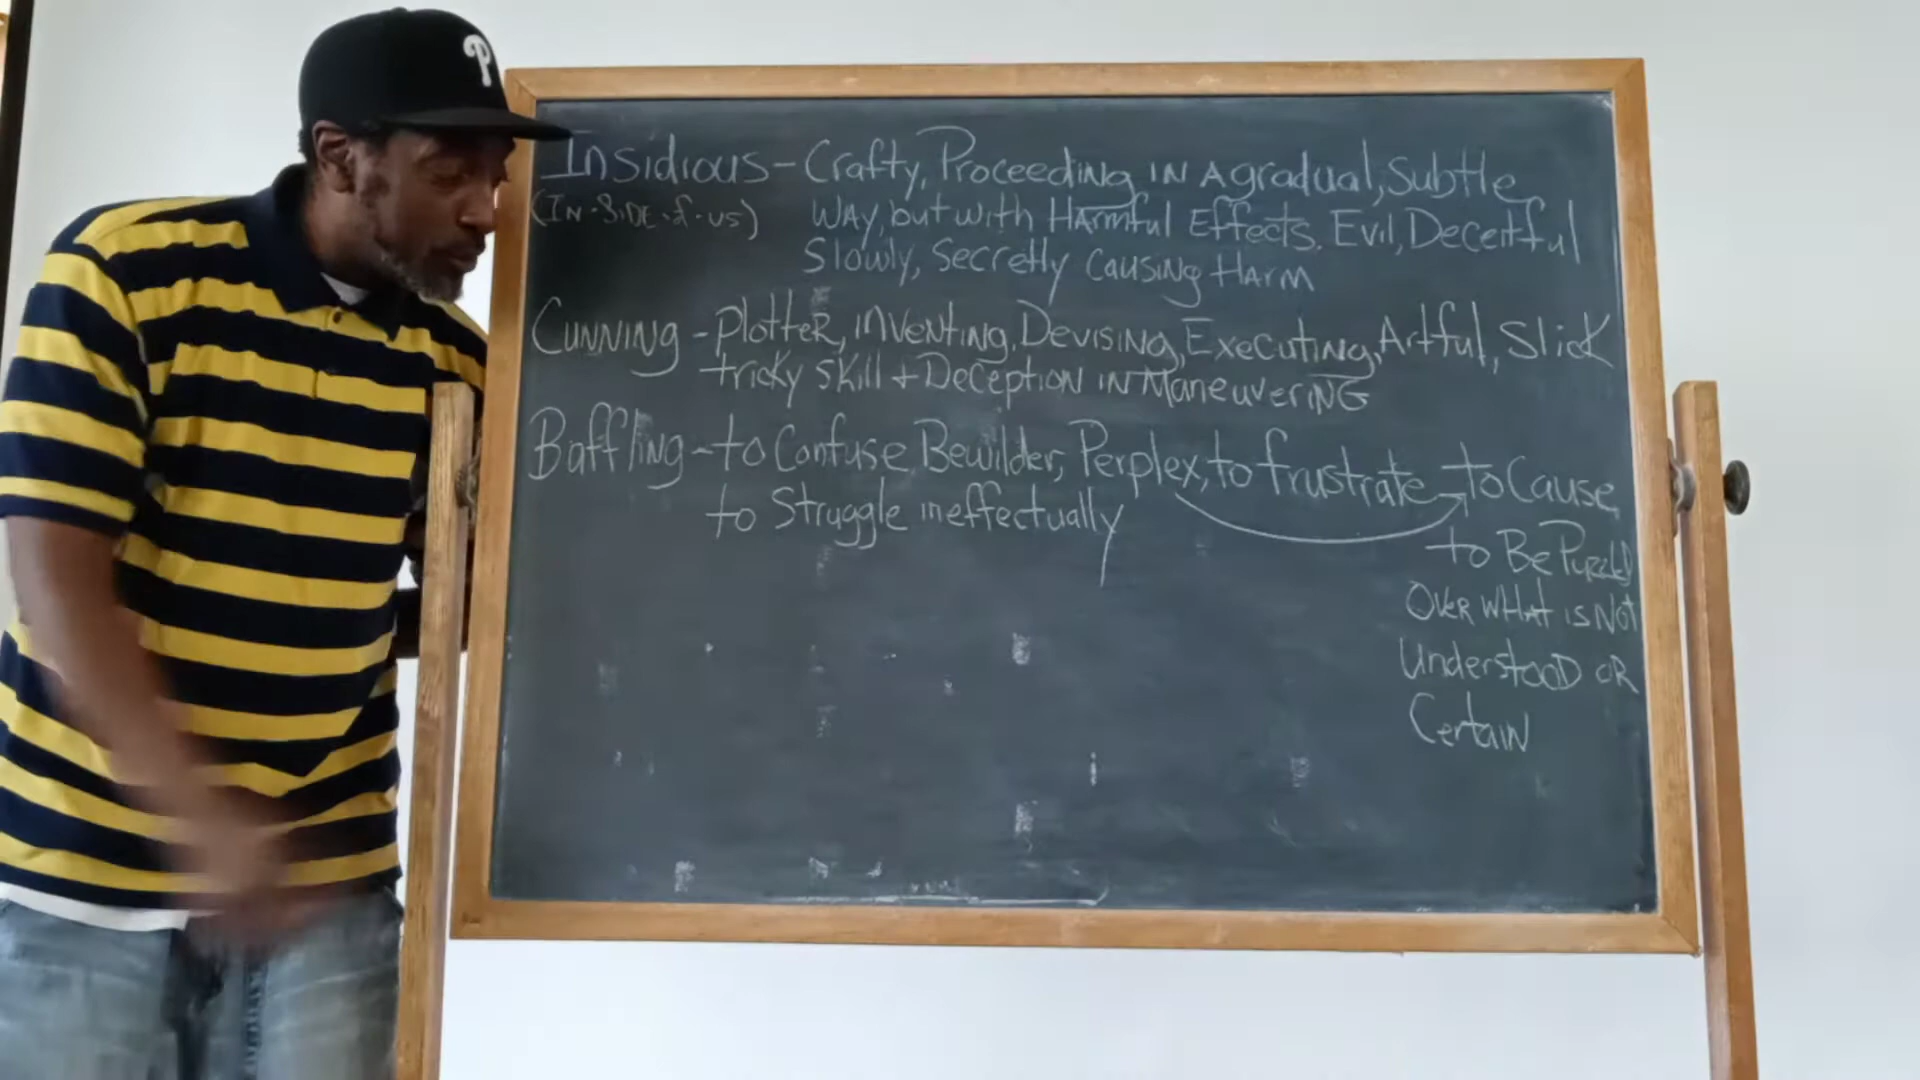 P
Insidious - Crafty, Proceeding IN A gradual, Subtle
(IN·SIDE·of·US) WAY, but with Harmful Effects. Evil, Deceitful
Slowly, Secretly Causing Harm
Cunning - Plotter, inventing, Devising, Executing, Artful, Slick
tricky skill + Deception in Maneuvering
Baffling - to Confuse, Bewilder, Perplex, to frustrate - to Cause
to Struggle ineffectually
to Be Puzzled
Over WHAT is Not
Understood or
Certain